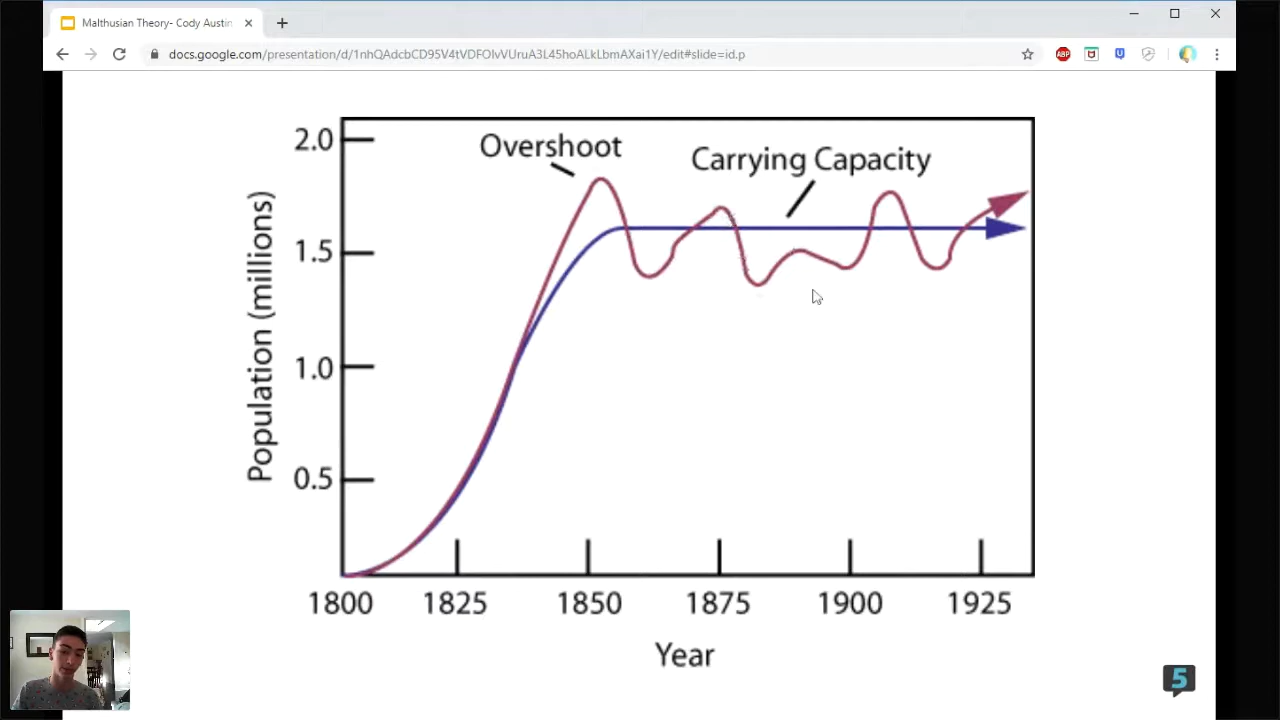 Malthusian Theory- Cody Austin
docs.google.com/presentation/d/1nhQAdcbCD95V4tVDFOlvVUruA3L45hoALkLbmAXai1Y/edit#slide=id.p
ABP
Overshoot
Carrying Capacity
2.0
1.5
1.0
0.5
Population (millions)
1800 1825 1850 1875 1900 1925
Year
5